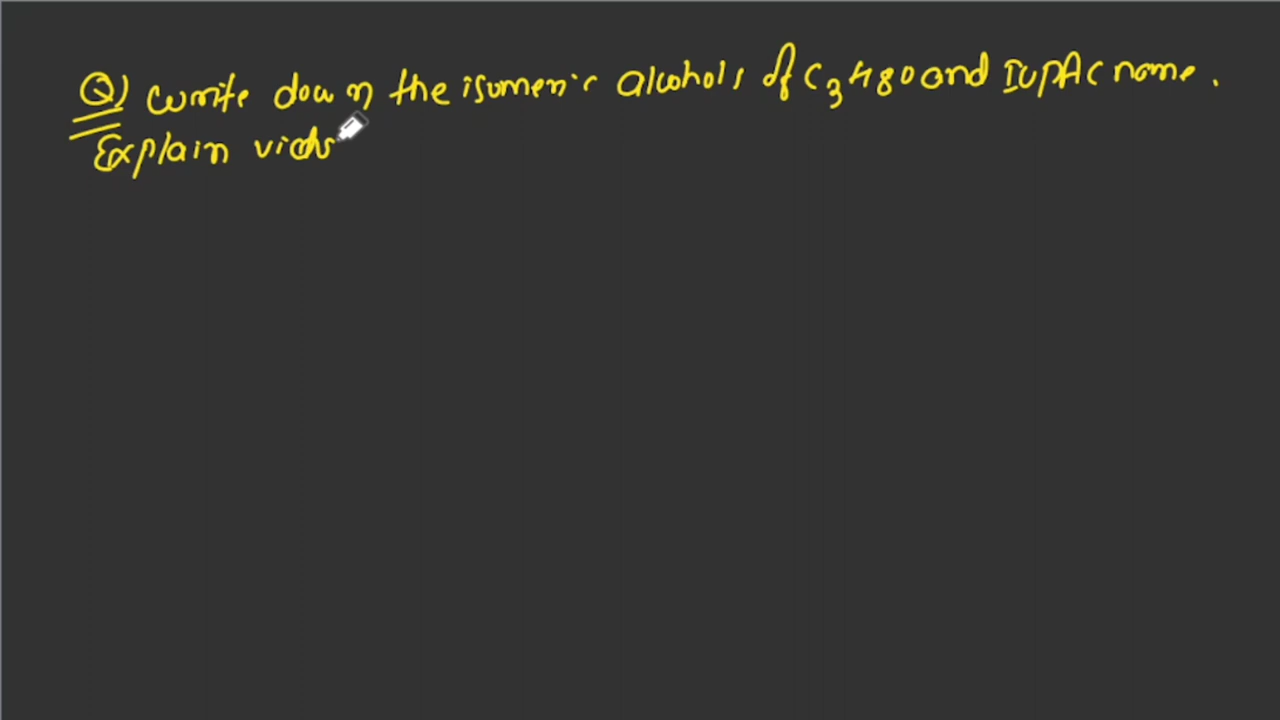 Q) write down the isomeric alcohols of C3H8O and IUPAC name.
Explain